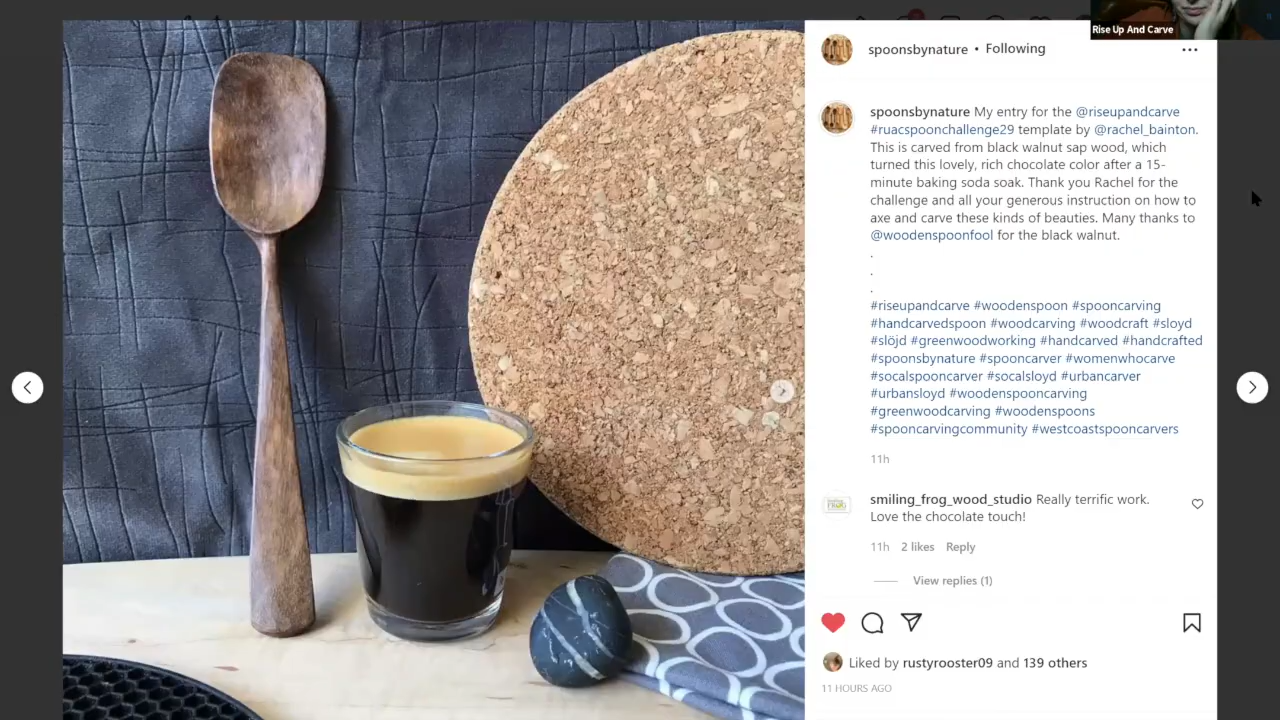 Rise Up And Carve
spoonsbynature • Following
spoonsbynature My entry for the @riseupandcarve
#ruacspoonchallenge29 template by @rachel_bainton.
This is carved from black walnut sap wood, which
turned this lovely, rich chocolate color after a 15-
minute baking soda soak. Thank you Rachel for the
challenge and all your generous instruction on how to
axe and carve these kinds of beauties. Many thanks to
@woodenspoonfool for the black walnut.
.
.
.
#riseupandcarve #woodenspoon #spooncarving
#handcarvedspoon #woodcarving #woodcraft #sloyd
#slöjd #greenwoodworking #handcarved #handcrafted
#spoonsbynature #spooncarver #womenwhocarve
#socalspooncarver #socalsloyd #urbancarver
#urbansloyd #woodenspooncarving
#greenwoodcarving #woodenspoons
#spooncarvingcommunity #westcoastspooncarvers
11h
smiling_frog_wood_studio Really terrific work.
Love the chocolate touch!
11h 2 likes Reply
View replies (1)
Liked by rustyrooster09 and 139 others
11 HOURS AGO